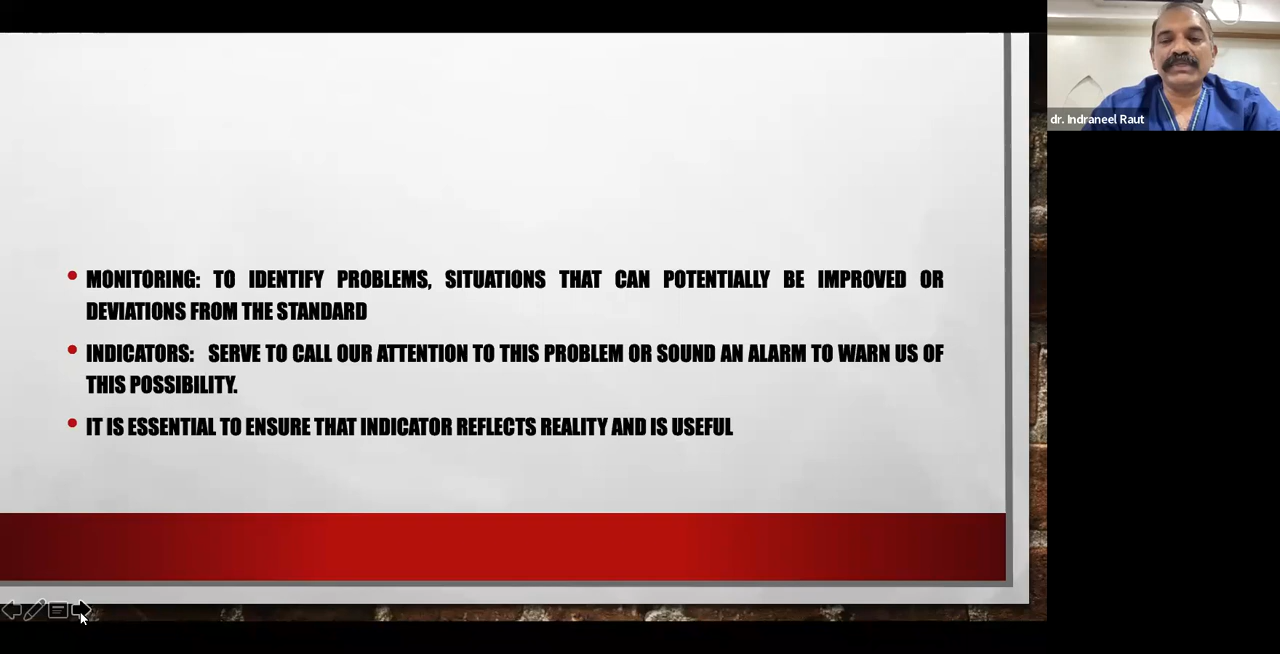 MONITORING: TO IDENTIFY PROBLEMS, SITUATIONS THAT CAN POTENTIALLY BE IMPROVED OR
DEVIATIONS FROM THE STANDARD
INDICATORS: SERVE TO CALL OUR ATTENTION TO THIS PROBLEM OR SOUND AN ALARM TO WARN US OF
THIS POSSIBILITY.
IT IS ESSENTIAL TO ENSURE THAT INDICATOR REFLECTS REALITY AND IS USEFUL
dr. Indraneel Raut